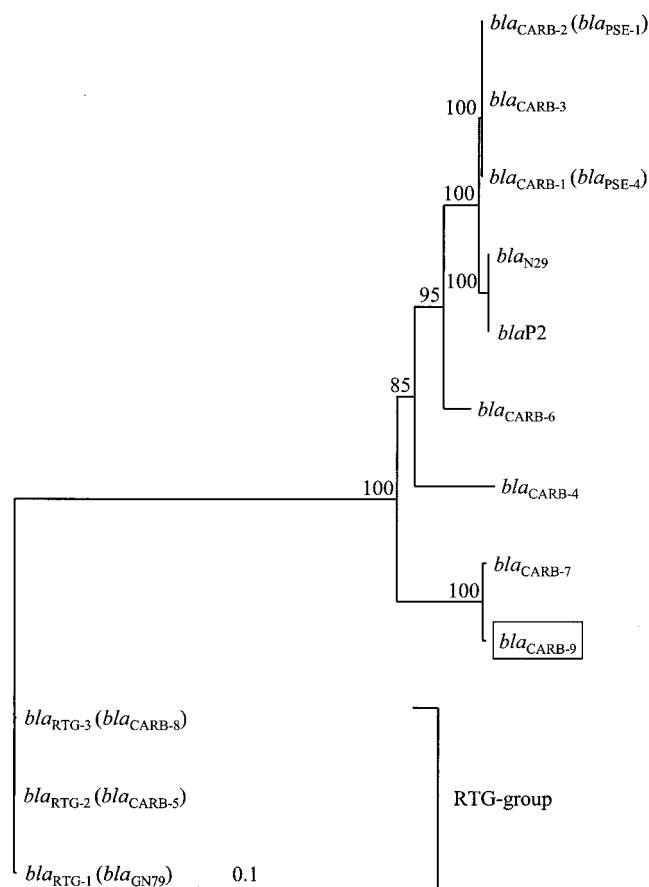 blaCARB-2 (blaPSE-1)
100
blaCARB-3
blaCARB-1 (blaPSE-4)
100
blaN29
100
95
blaP2
85
blaCARB-6
100
blaCARB-4
blaCARB-7
100
blaCARB-9
blaRTG-3 (blaCARB-8)
blaRTG-2 (blaCARB-5)
RTG-group
blaRTG-1 (blaGN79)
0.1